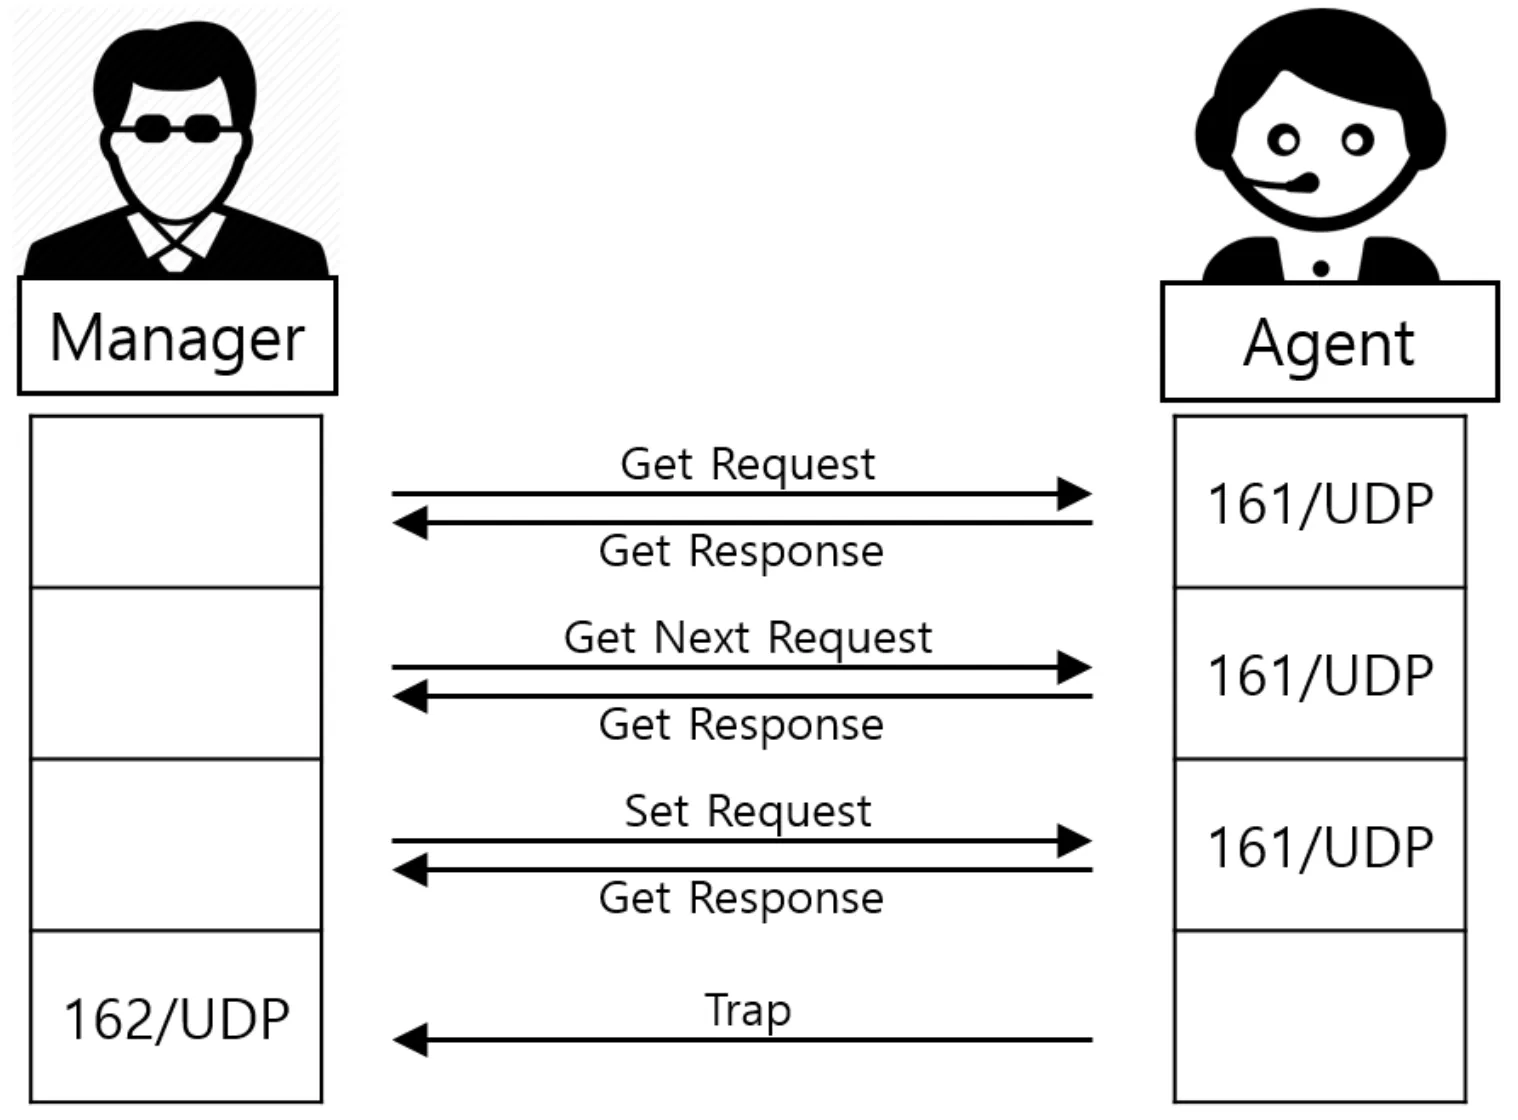 Manager
Agent
Get Request
161/UDP
Get Response
Get Next Request
161/UDP
Get Response
Set Request
161/UDP
Get Response
162/UDP
Trap